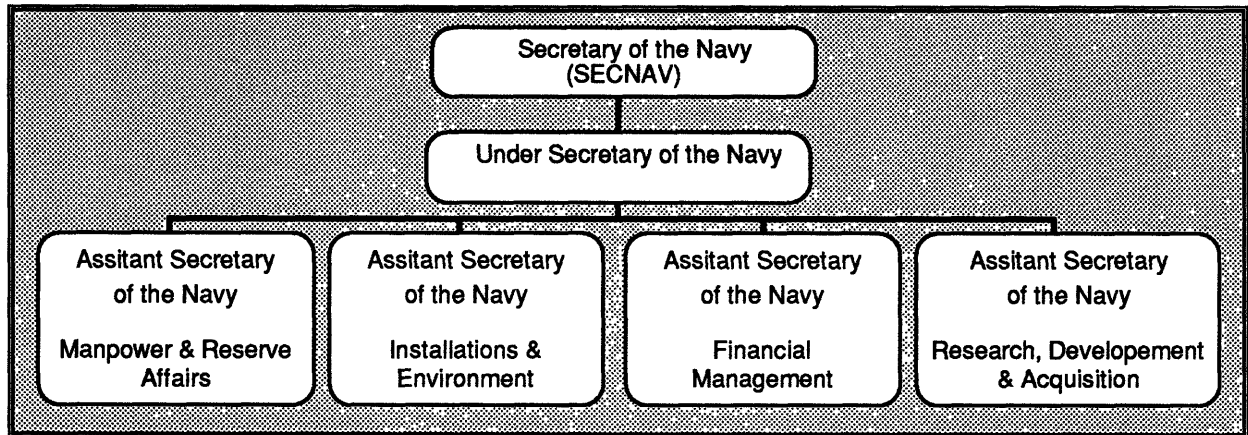 Secretary of the Navy
(SECNAV)
Under Secretary of the Navy
Assitant Secretary
of the Navy
Manpower & Reserve
Affairs
Assitant Secretary
of the Navy
Installations &
Environment
Assitant Secretary
of the Navy
Financial
Management
Assitant Secretary
of the Navy
Research, Developement
& Acquisition